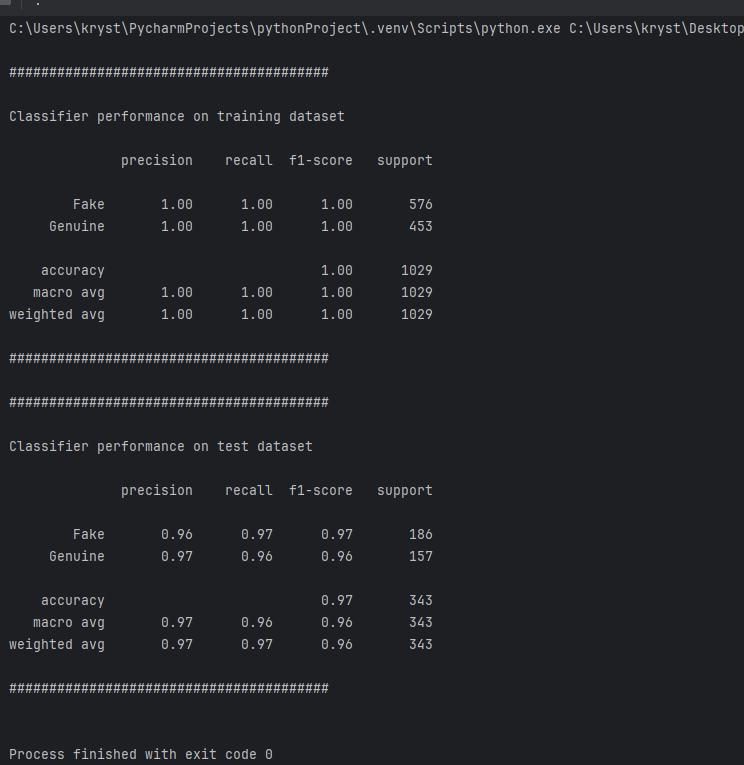 C:\Users\kryst\PycharmProjects\pythonProject\.venv\Scripts\python.exe C:\Users\kryst\Desktop
########################################
Classifier performance on training dataset
precision recall f1-score support
Fake 1.00 1.00 1.00 576
Genuine 1.00 1.00 1.00 453
accuracy 1.00 1029
macro avg 1.00 1.00 1.00 1029
weighted avg 1.00 1.00 1.00 1029
########################################
########################################
Classifier performance on test dataset
precision recall f1-score support
Fake 0.96 0.97 0.97 186
Genuine 0.97 0.96 0.96 157
accuracy 0.97 343
macro avg 0.97 0.96 0.96 343
weighted avg 0.97 0.97 0.96 343
########################################
Process finished with exit code 0